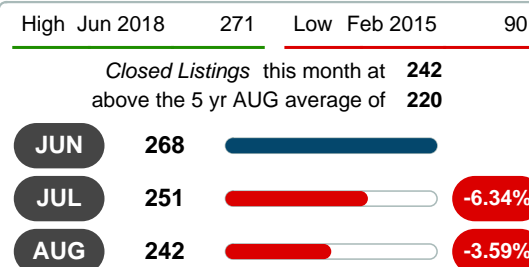 High Jun 2018 271 Low Feb 2015 90
Closed Listings this month at 242
above the 5 yr AUG average of 220
JUN 268
JUL 251 -6.34%
AUG 242 -3.59%